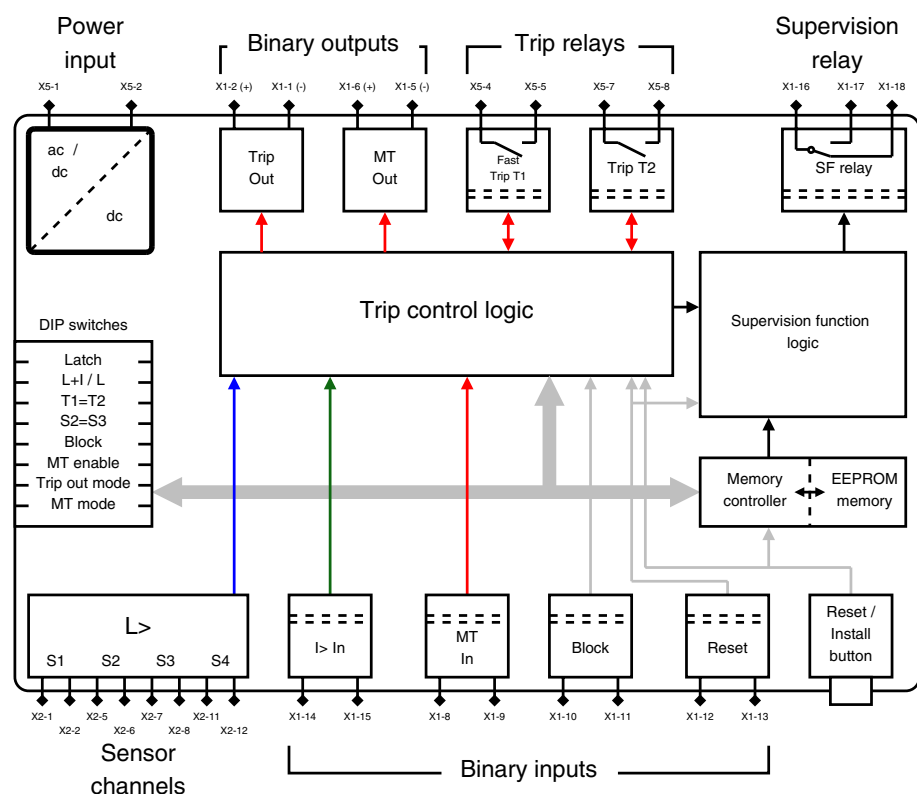 Power
input
Binary outputs
Trip relays
Supervision
relay
X5-1
X5-2
X1-2 (+)
X1-1 (-)
X1-6 (+)
X1-5 (-)
X5-4
X5-5
X5-7
X5-8
X1-16
X1-17
X1-18
ac /
dc
dc
Trip
Out
MT
Out
Fast
Trip T1
Trip T2
SF relay
Trip control logic
Supervision function
logic
DIP switches
Latch
L+I / L
T1=T2
S2=S3
Block
MT enable
Trip out mode
MT mode
Memory
controller
EEPROM
memory
L>
S1
S2
S3
S4
I> In
MT
In
Block
Reset
Reset /
Install
button
X2-1
X2-2
X2-5
X2-6
X2-7
X2-8
X2-11
X2-12
X1-14
X1-15
X1-8
X1-9
X1-10
X1-11
X1-12
X1-13
Sensor
channels
Binary inputs